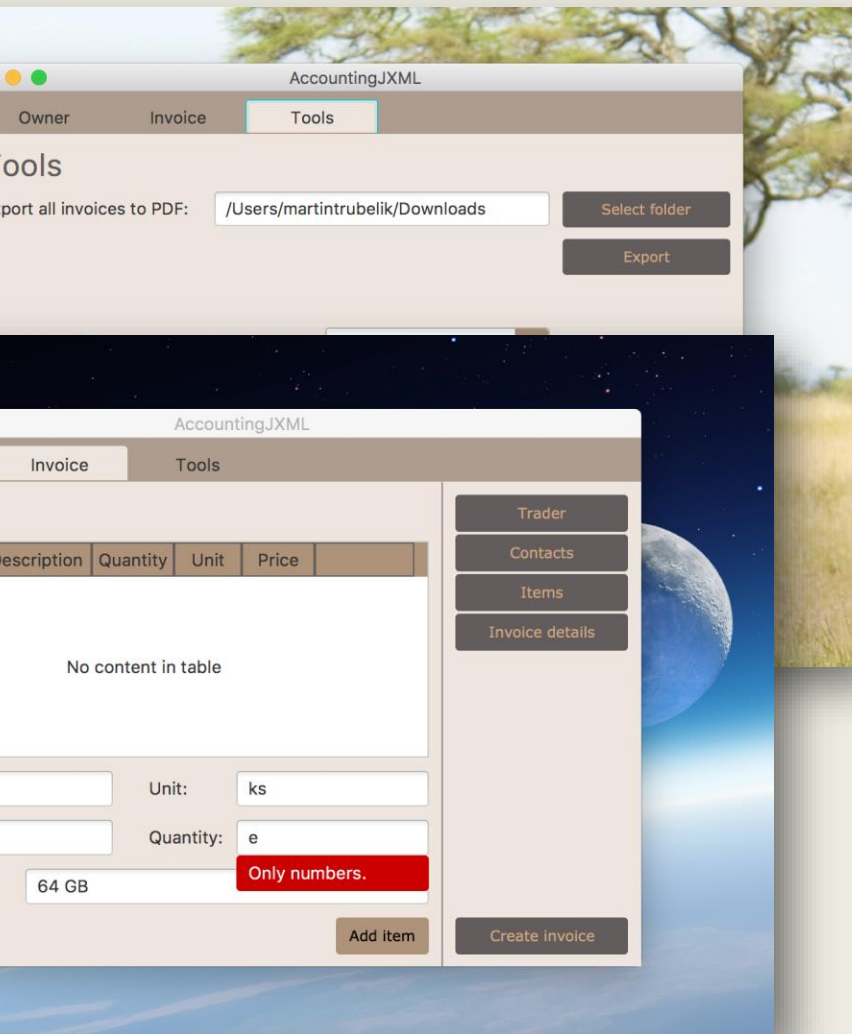 AccountingJXML
Owner Invoice Tools
ools
port all invoices to PDF: /Users/martintrubelik/Downloads Select folder
Export
AccountingJXML
Invoice Tools
Trader
escription Quantity Unit Price Contacts
Items
Invoice details
No content in table
Unit: ks
Quantity: e
Only numbers.
64 GB
Add item Create invoice